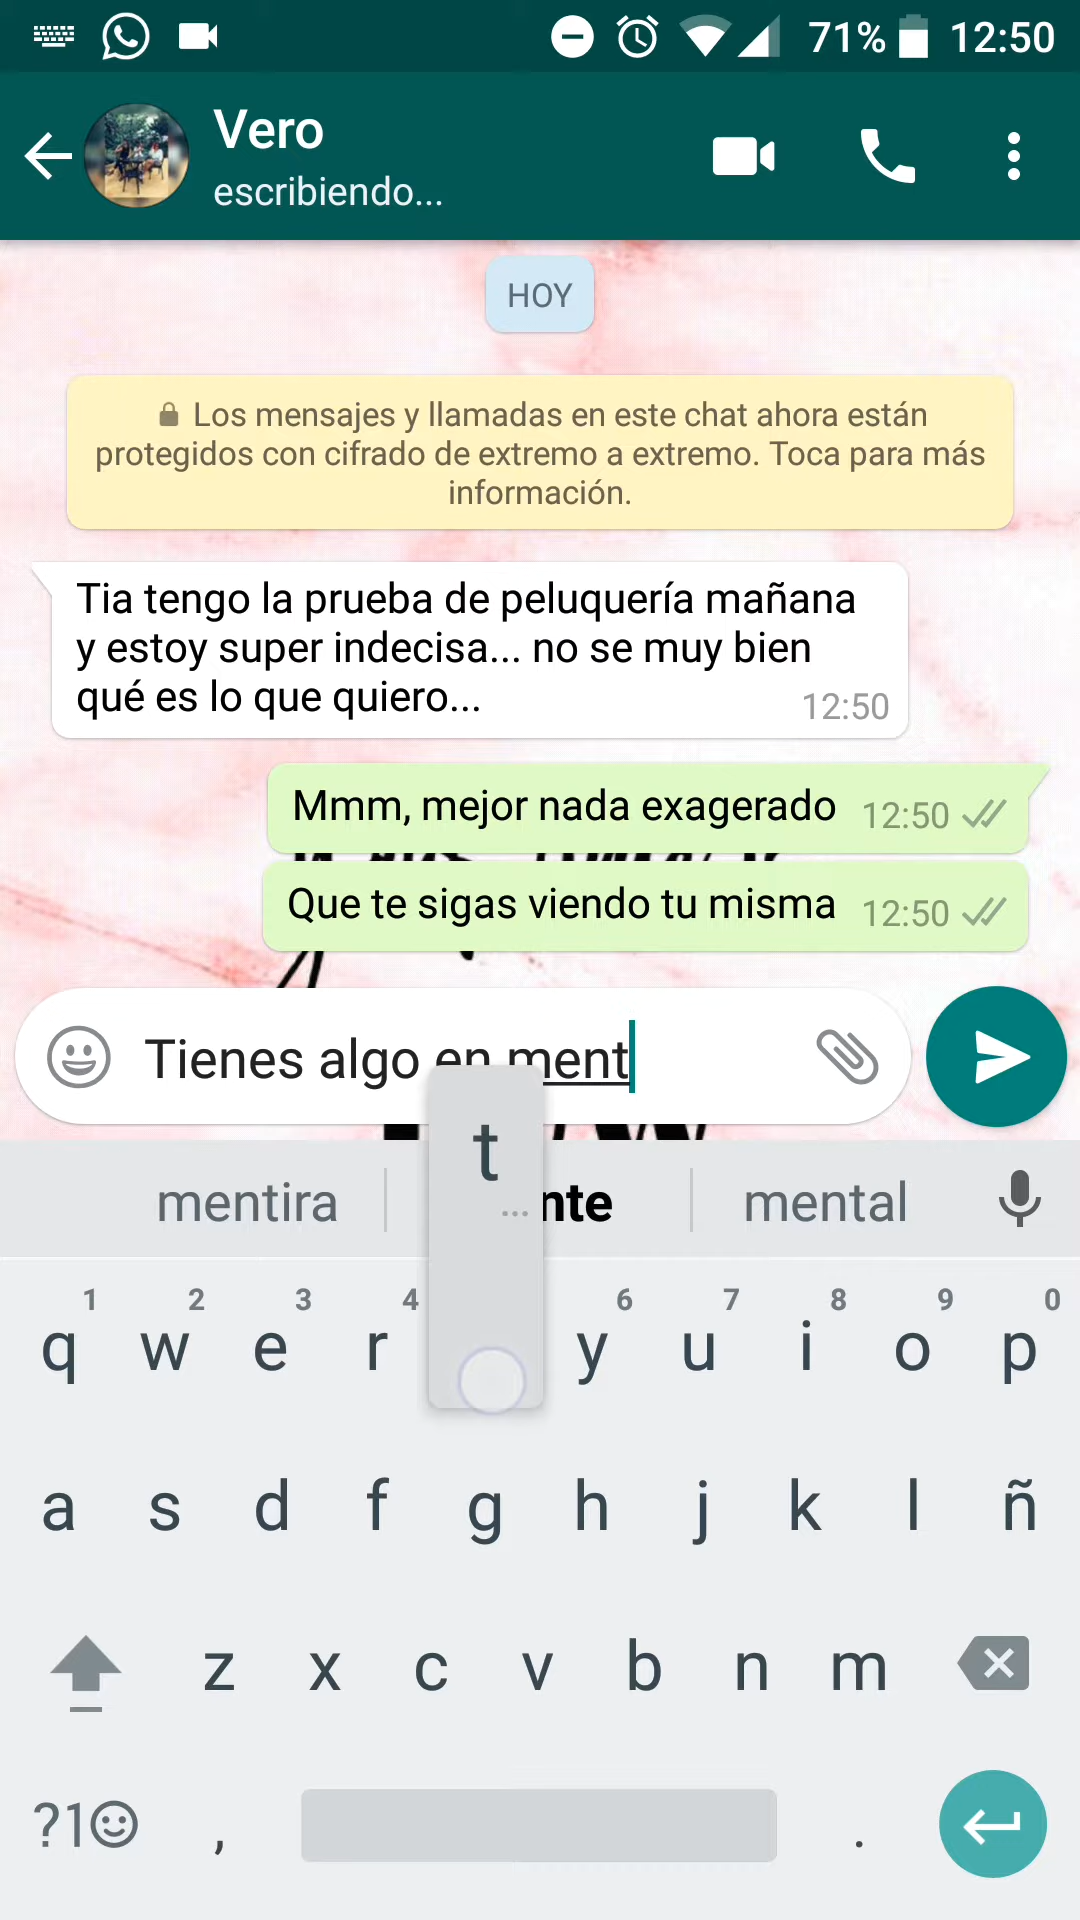 71% 12:50
Vero
escribiendo...
HOY
Los mensajes y llamadas en este chat ahora están
protegidos con cifrado de extremo a extremo. Toca para más
información.
Tia tengo la prueba de peluquería mañana
y estoy super indecisa... no se muy bien
qué es lo que quiero...
12:50
Mmm, mejor nada exagerado 12:50
Que te sigas viendo tu misma 12:50
Tienes algo en ment
t
...
mentira nte mental
1 2 3 4 6 7 8 9 0
q w e r y u i o p
a s d f g h j k l ñ
z x c v b n m
?1 , .